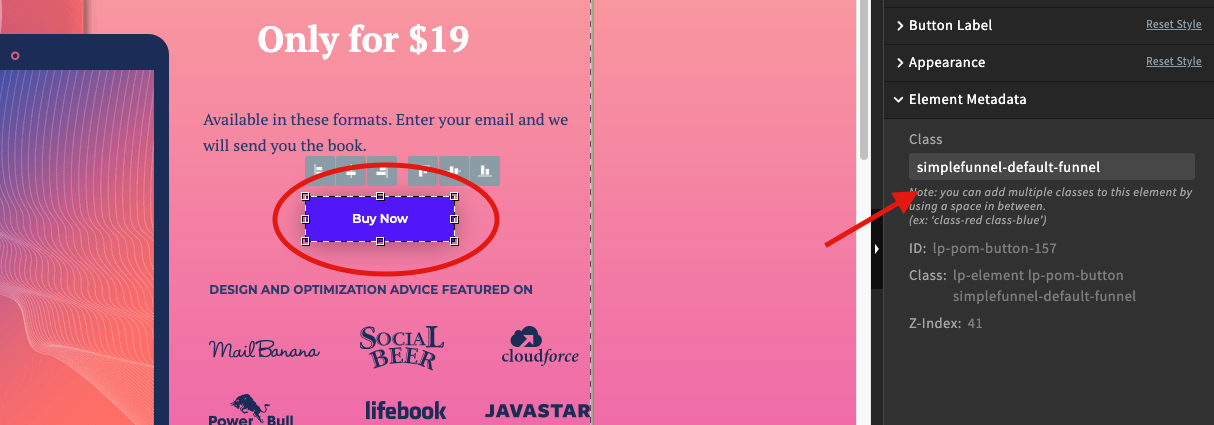 Only for $19
Available in these formats. Enter your email and we
will send you the book.
Buy Now
DESIGN AND OPTIMIZATION ADVICE FEATURED ON
MailBanana
SOCIAL
BEER
cloudforce
Power Bull
lifebook
JAVASTAR
Button Label
Reset Style
Appearance
Reset Style
Element Metadata
Class
simplefunnel-default-funnel
Note: you can add multiple classes to this element by
using a space in between.
(ex: ‘class-red class-blue’)
ID: lp-pom-button-157
Class: lp-element lp-pom-button
simplefunnel-default-funnel
Z-Index: 41